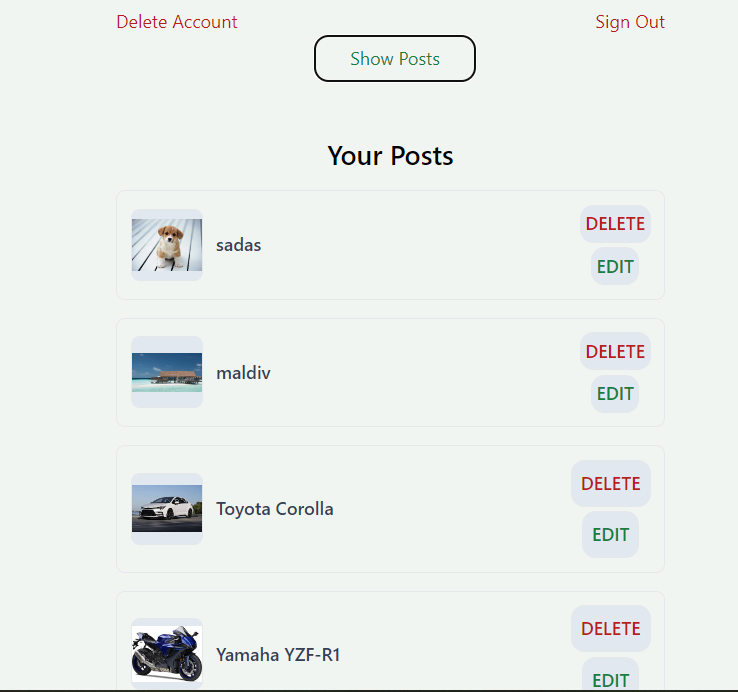 Delete Account
Sign Out
Show Posts
Your Posts
sadas
DELETE
EDIT
maldiv
DELETE
EDIT
Toyota Corolla
DELETE
EDIT
Yamaha YZF-R1
DELETE
EDIT